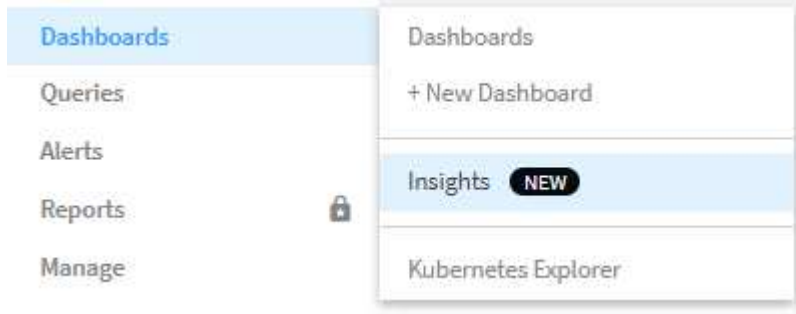 Dashboards
Queries
Alerts
Reports
Manage
Dashboards
+ New Dashboard
Insights NEW
Kubernetes Explorer